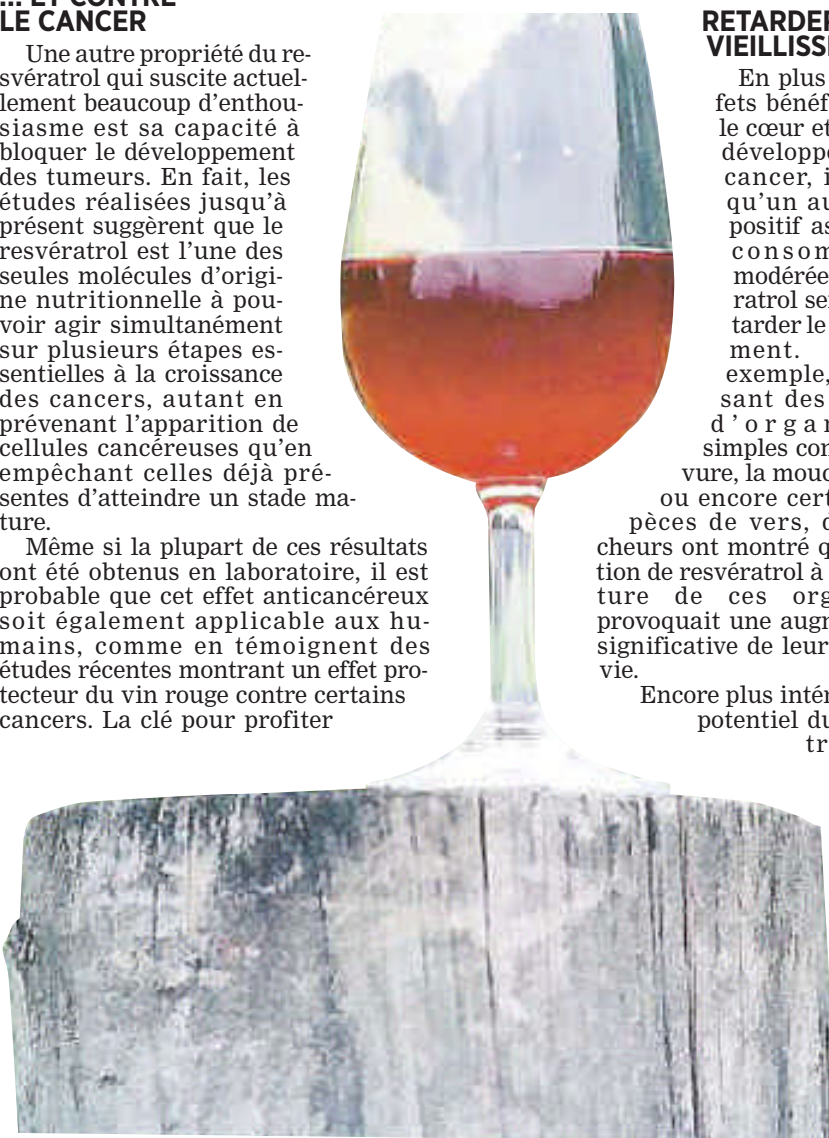 ... ET CONTRE
LE CANCER
Une autre propriété du re-
svératrol qui suscite actuel-
lement beaucoup d'enthou-
siasme est sa capacité à
bloquer le développement
des tumeurs. En fait, les
études réalisées jusqu'à
présent suggèrent que le
resvératrol est l'une des
seules molécules d'origi-
ne nutritionnelle à pou-
voir agir simultanément
sur plusieurs étapes es-
sentielles à la croissance
des cancers, autant en
prévenant l'apparition de
cellules cancéreuses qu'en
empêchant celles déjà pré-
sentes d'atteindre un stade ma-
ture.
Même si la plupart de ces résultats
ont été obtenus en laboratoire, il est
probable que cet effet anticancéreux
soit également applicable aux hu-
mains, comme en témoignent des
études récentes montrant un effet pro-
tecteur du vin rouge contre certains
cancers. La clé pour profiter
RETARDER
VIEILLISSE
En plus
fets bénéf
le cœur et
développe
cancer, i
qu'un au
positif as
consom
modérée
ratrol se
tarder le
ment.
exemple,
sant des
d'organ
simples com
vure, la mouc
ou encore cert
pèces de vers, d
cheurs ont montré q
tion de resvératrol à
ture de ces org
provoquait une augm
significative de leur
vie.
Encore plus intér
potentiel du
tr